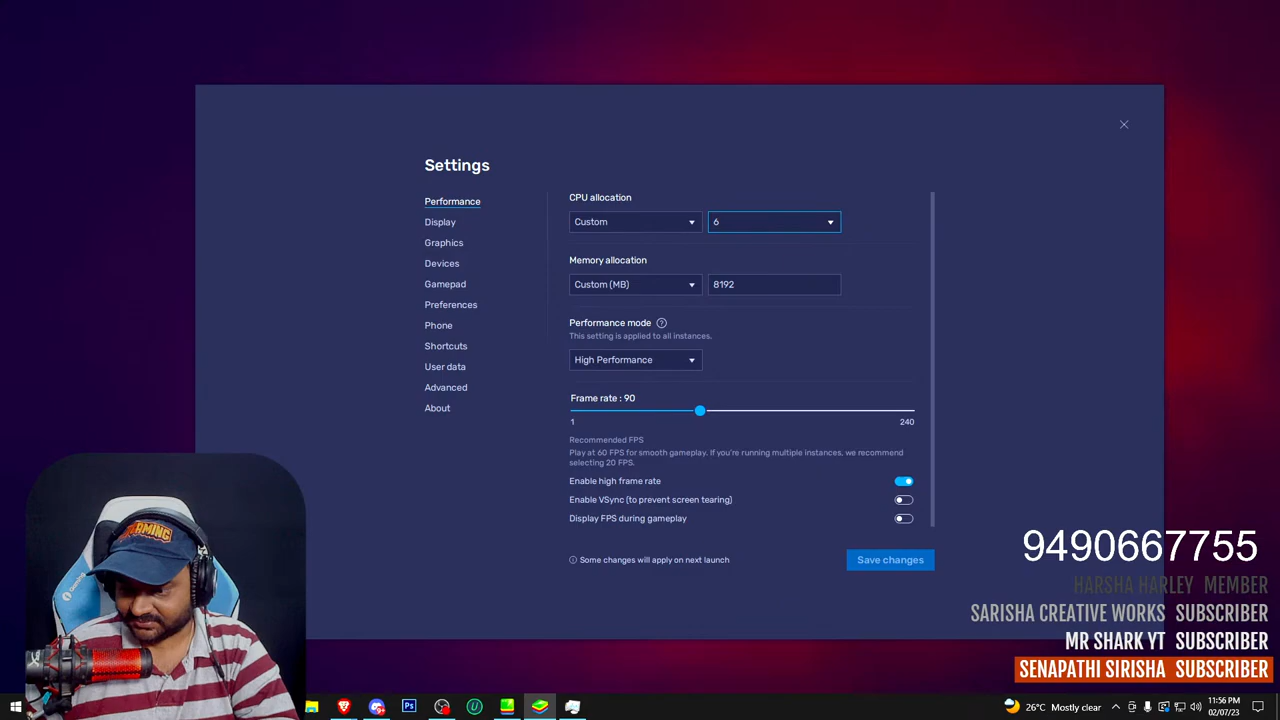 Settings
Performance
Display
Graphics
Devices
Gamepad
Preferences
Phone
Shortcuts
User data
Advanced
About
CPU allocation
Custom 6
Memory allocation
Custom (MB) 8192
Performance mode
This setting is applied to all instances.
High Performance
Frame rate : 90
1 240
Recommended FPS
Play at 60 FPS for smooth gameplay. If you're running multiple instances, we recommend
selecting 20 FPS.
Enable high frame rate
Enable VSync (to prevent screen tearing)
Display FPS during gameplay
Some changes will apply on next launch
Save changes
9490667755
HARSHA HARLEY MEMBER
SARISHA CREATIVE WORKS SUBSCRIBER
MR SHARK YT SUBSCRIBER
SENAPATHI SIRISHA SUBSCRIBER
Ps
26°C Mostly clear
11:56 PM
02/07/23